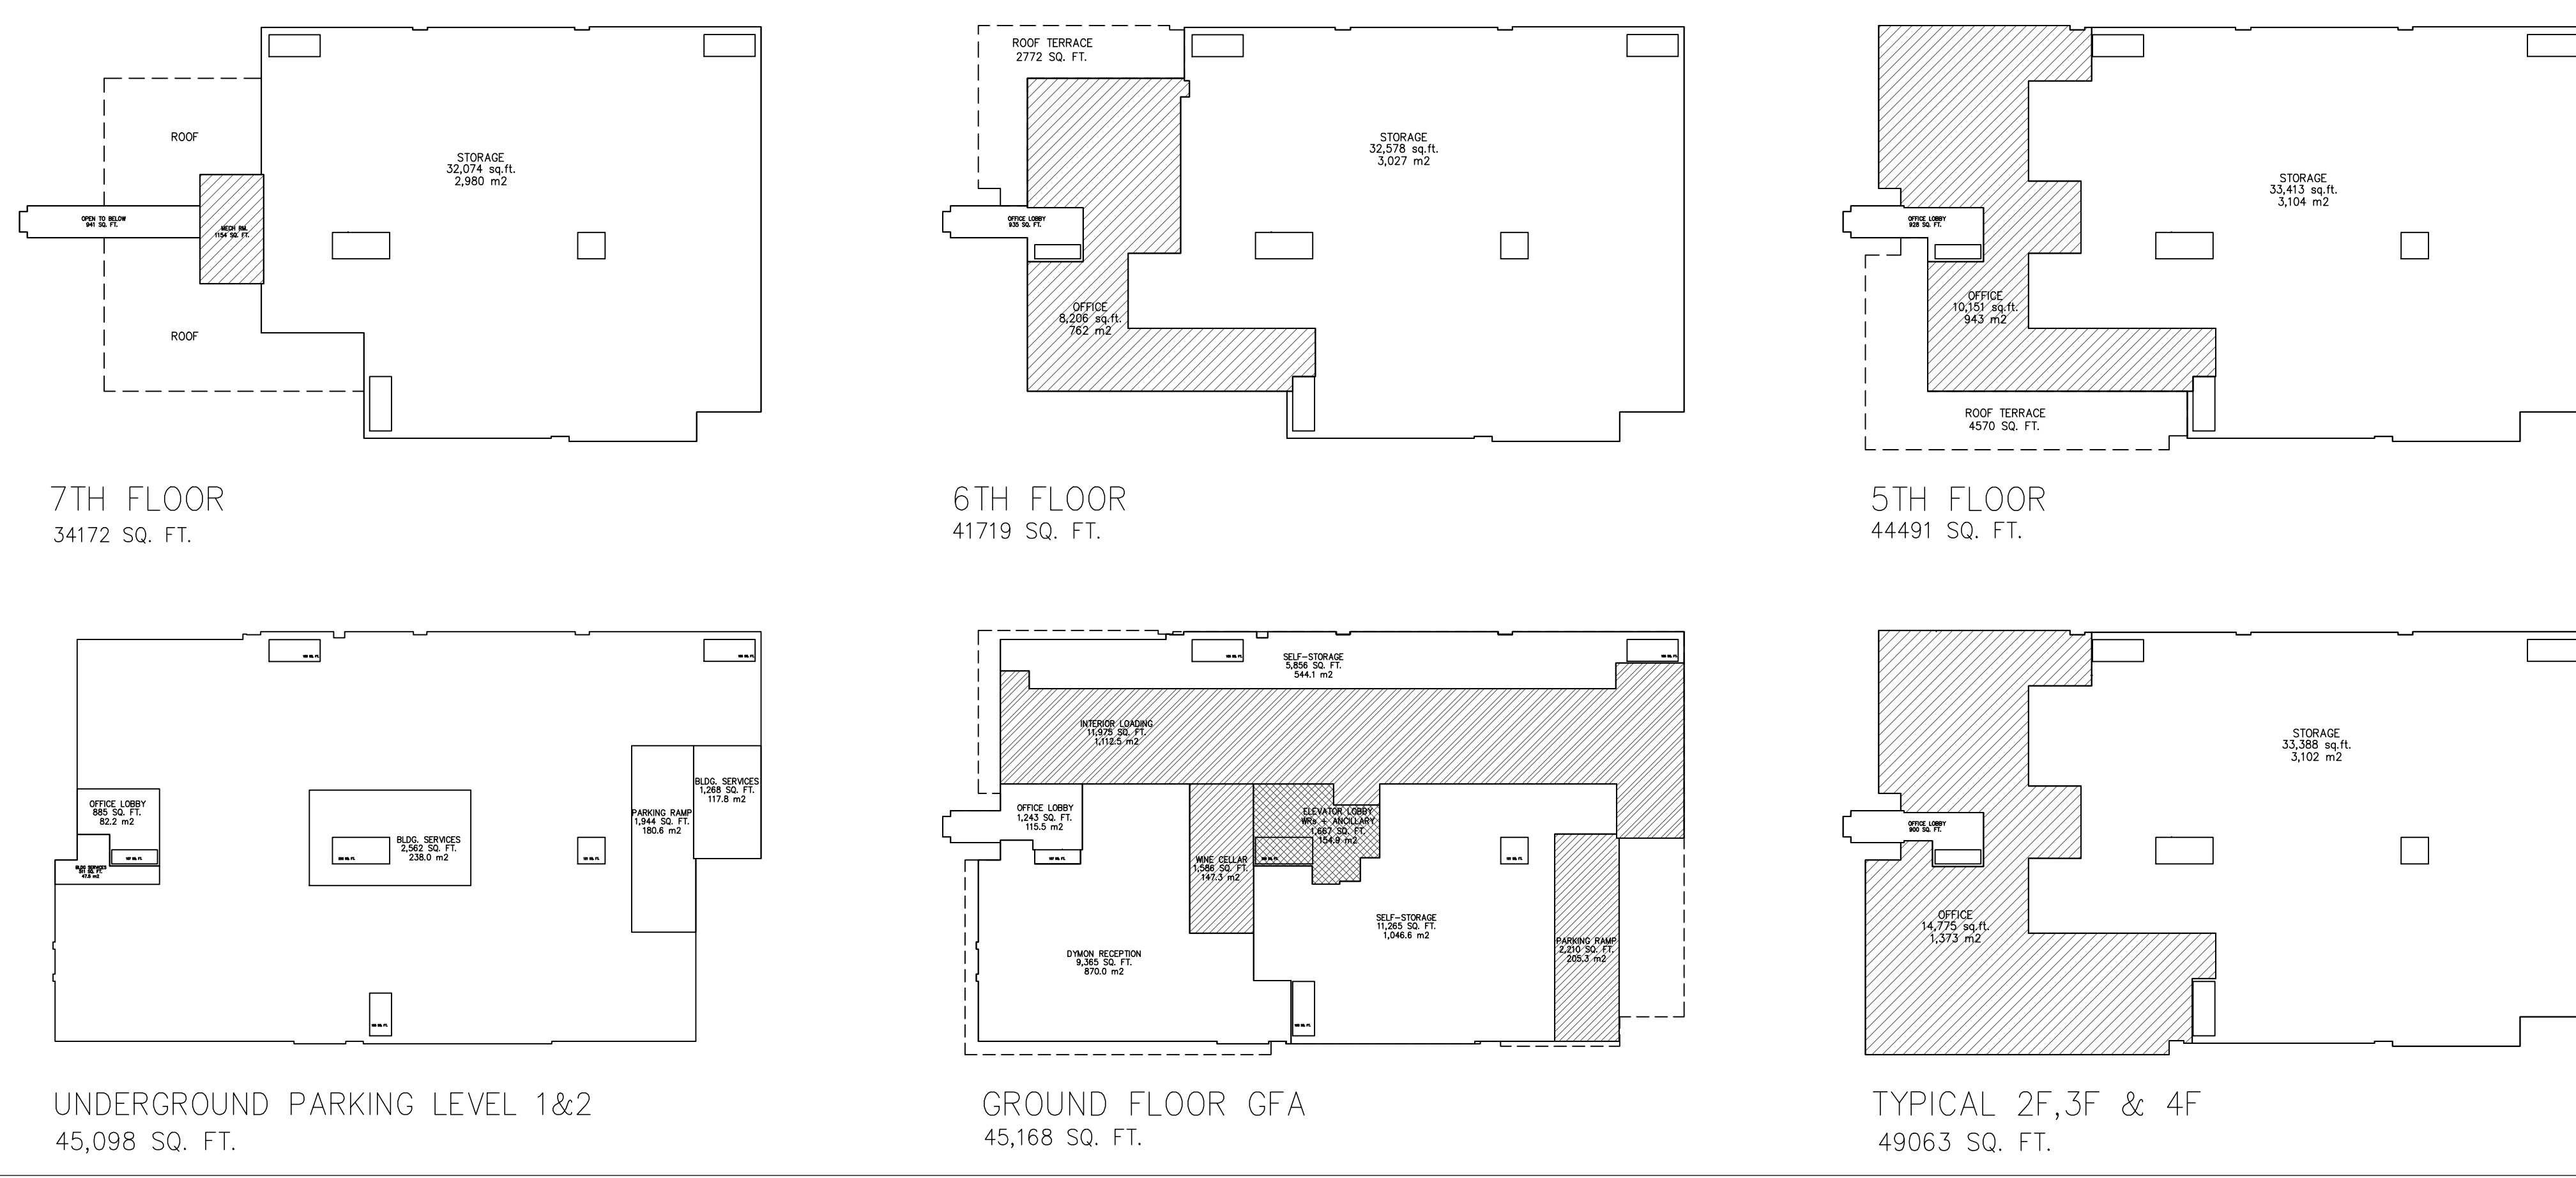 ROOF
STORAGE
32,074 sq.ft.
2,980 m2
OPEN TO BELOW
941 SQ. FT.
MECH RM.
1154 SQ. FT.
ROOF
7TH FLOOR
34172 SQ. FT.
ROOF TERRACE
2772 SQ. FT.
STORAGE
32,578 sq.ft.
3,027 m2
OFFICE LOBBY
935 SQ. FT.
OFFICE
8,206 sq.ft.
762 m2
6TH FLOOR
41719 SQ. FT.
STORAGE
33,413 sq.ft.
3,104 m2
OFFICE LOBBY
928 SQ. FT.
OFFICE
10,151 sq.ft.
943 m2
ROOF TERRACE
4570 SQ. FT.
5TH FLOOR
44491 SQ. FT.
OFFICE LOBBY
885 SQ. FT.
82.2 m2
BLDG SERVICES
511 SQ. FT.
BLDG. SERVICES
2,562 SQ. FT.
238.0 m2
PARKING RAMP
1,944 SQ. FT.
180.6 m2
BLDG. SERVICES
1,268 SQ. FT.
117.8 m2
UNDERGROUND PARKING LEVEL 1&2
45,098 SQ. FT.
SELF-STORAGE
5,856 SQ. FT.
544.1 m2
INTERIOR LOADING
11,975 SQ. FT.
1,112.5 m2
OFFICE LOBBY
1,243 SQ. FT.
115.5 m2
ELEVATOR LOBBY
WRs + ANCILLARY
1,667 SQ. FT.
154.9 m2
WINE CELLAR
1,586 SQ. FT.
147.3 m2
SELF-STORAGE
11,265 SQ. FT.
1,046.6 m2
DYMON RECEPTION
9,365 SQ. FT.
870.0 m2
PARKING RAMP
2,210 SQ. FT.
205.3 m2
GROUND FLOOR GFA
45,168 SQ. FT.
STORAGE
33,388 sq.ft.
3,102 m2
OFFICE LOBBY
900 SQ. FT.
OFFICE
14,775 sq.ft.
1,373 m2
TYPICAL 2F,3F & 4F
49063 SQ. FT.